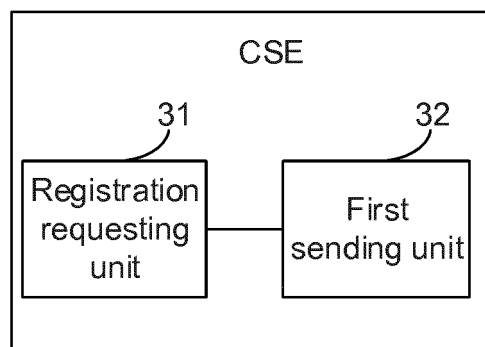 CSE
31
32
Registration
requesting
unit
First
sending unit